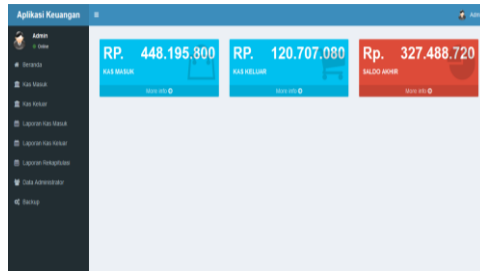 Aplikasi Keuangan
Admin
Admin
Online
RP. 448.195.800
KAS MASUK
More info
RP. 120.707.080
KAS KELUAR
More info
Rp. 327.488.720
SALDO AKHIR
More info
Beranda
Kas Masuk
Kas Keluar
Laporan Kas Masuk
Laporan Kas Keluar
Laporan Rekapitulasi
Data Administrator
Backup